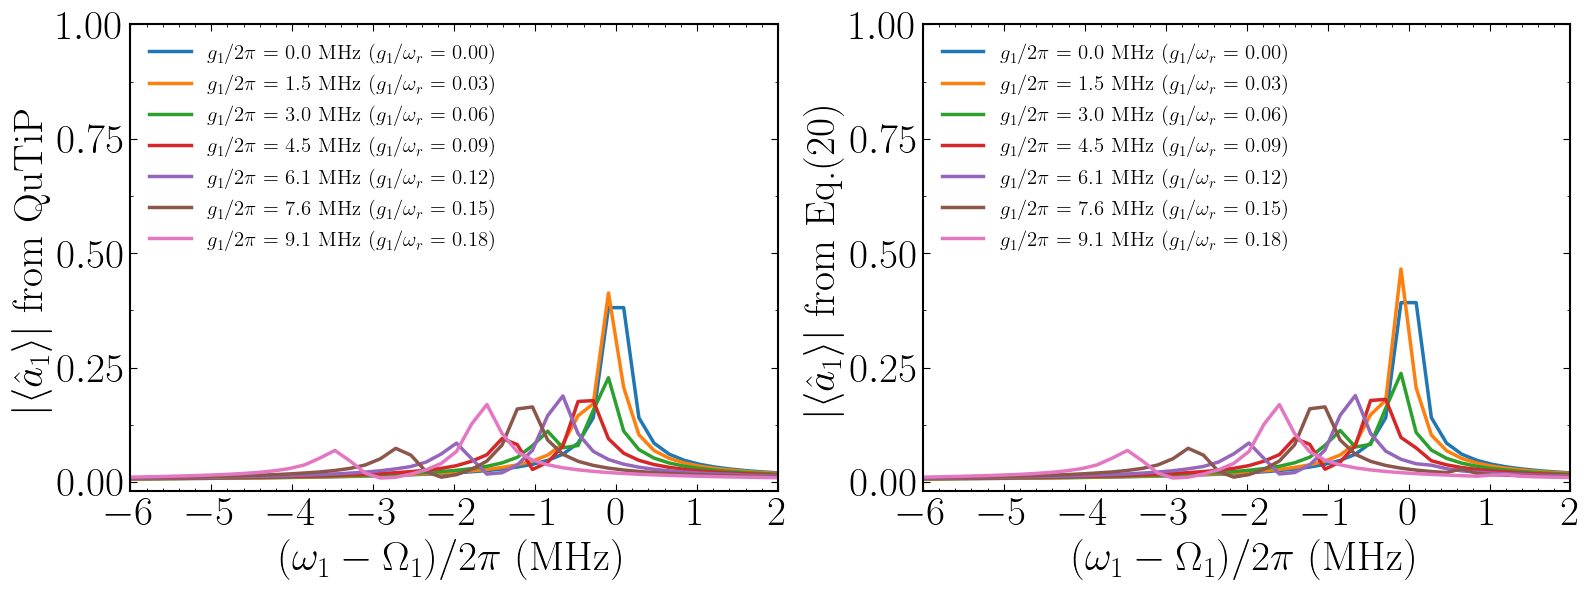 1.00
0.75
0.50
0.25
0.00
|⟨â₁⟩| from QuTiP
g₁/2π = 0.0 MHz (g₁/ωᵣ = 0.00)
g₁/2π = 1.5 MHz (g₁/ωᵣ = 0.03)
g₁/2π = 3.0 MHz (g₁/ωᵣ = 0.06)
g₁/2π = 4.5 MHz (g₁/ωᵣ = 0.09)
g₁/2π = 6.1 MHz (g₁/ωᵣ = 0.12)
g₁/2π = 7.6 MHz (g₁/ωᵣ = 0.15)
g₁/2π = 9.1 MHz (g₁/ωᵣ = 0.18)
−6 −5 −4 −3 −2 −1 0 1 2
(ω₁ − Ω₁)/2π (MHz)
1.00
0.75
0.50
0.25
0.00
|⟨â₁⟩| from Eq.(20)
g₁/2π = 0.0 MHz (g₁/ωᵣ = 0.00)
g₁/2π = 1.5 MHz (g₁/ωᵣ = 0.03)
g₁/2π = 3.0 MHz (g₁/ωᵣ = 0.06)
g₁/2π = 4.5 MHz (g₁/ωᵣ = 0.09)
g₁/2π = 6.1 MHz (g₁/ωᵣ = 0.12)
g₁/2π = 7.6 MHz (g₁/ωᵣ = 0.15)
g₁/2π = 9.1 MHz (g₁/ωᵣ = 0.18)
−6 −5 −4 −3 −2 −1 0 1 2
(ω₁ − Ω₁)/2π (MHz)